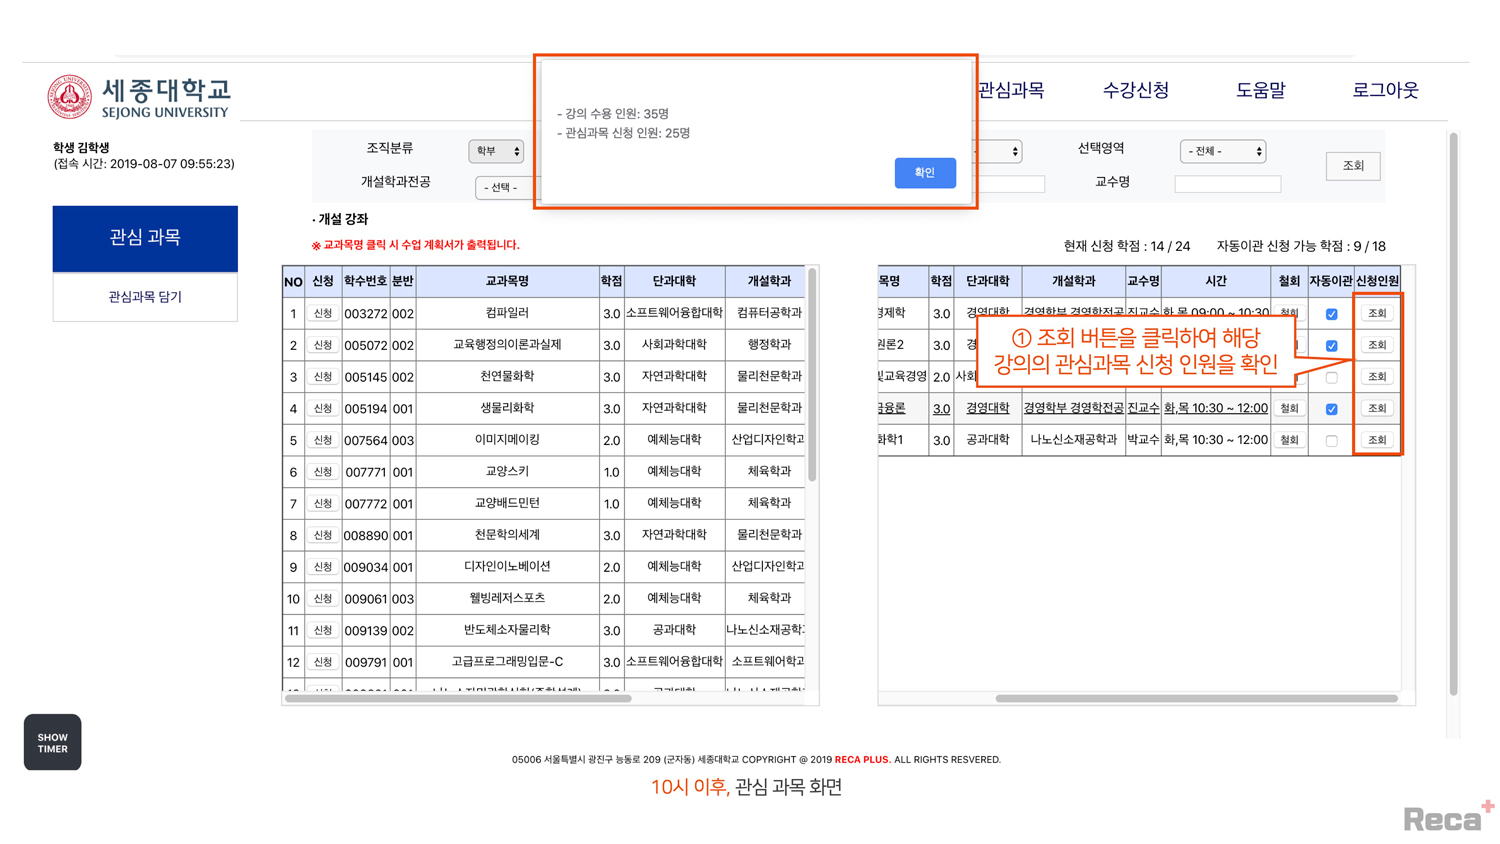 세종대학교
SEJONG UNIVERSITY
- 강의 수용 인원: 35명
- 관심과목 신청 인원: 25명
확인
관심과목 수강신청 도움말 로그아웃
학생 김학생
(접속 시간: 2019-08-07 09:55:23)
관심 과목
관심과목 담기
조직분류 학부 선택영역 - 전체 - 조회
개설학과전공 - 선택 - 교수명
· 개설 강좌
※ 교과목명 클릭 시 수업 계획서가 출력됩니다.
현재 신청 학점 : 14 / 24 자동이관 신청 가능 학점 : 9 / 18
NO 신청 학수번호 분반 교과목명 학점 단과대학 개설학과
1 신청 003272 002 컴파일러 3.0 소프트웨어융합대학 컴퓨터공학과
2 신청 005072 002 교육행정의이론과실제 3.0 사회과학대학 행정학과
3 신청 005145 002 천연물화학 3.0 자연과학대학 물리천문학과
4 신청 005194 001 생물리화학 3.0 자연과학대학 물리천문학과
5 신청 007564 003 이미지메이킹 2.0 예체능대학 산업디자인학과
6 신청 007771 001 교양스키 1.0 예체능대학 체육학과
7 신청 007772 001 교양배드민턴 1.0 예체능대학 체육학과
8 신청 008890 001 천문학의세계 3.0 자연과학대학 물리천문학과
9 신청 009034 001 디자인이노베이션 2.0 예체능대학 산업디자인학과
10 신청 009061 003 웰빙레저스포츠 2.0 예체능대학 체육학과
11 신청 009139 002 반도체소자물리학 3.0 공과대학 나노신소재공학
12 신청 009791 001 고급프로그래밍입문-C 3.0 소프트웨어융합대학 소프트웨어학과
목명 학점 단과대학 개설학과 교수명 시간 철회 자동이관 신청인원
경제학 3.0 경영대학 경영학부 경영학전공 진교수 화,목 09:00 ~ 10:30 철회 조회
원론2 3.0 조회
및교육경영 2.0 조회
금융론 3.0 경영대학 경영학부 경영학전공 진교수 화,목 10:30 ~ 12:00 철회 조회
화학1 3.0 공과대학 나노신소재공학과 박교수 화,목 10:30 ~ 12:00 철회 조회
① 조회 버튼을 클릭하여 해당
강의의 관심과목 신청 인원을 확인
SHOW
TIMER
05006 서울특별시 광진구 능동로 209 (군자동) 세종대학교 COPYRIGHT @ 2019 RECA PLUS. ALL RIGHTS RESVERED.
10시 이후, 관심 과목 화면
Reca+